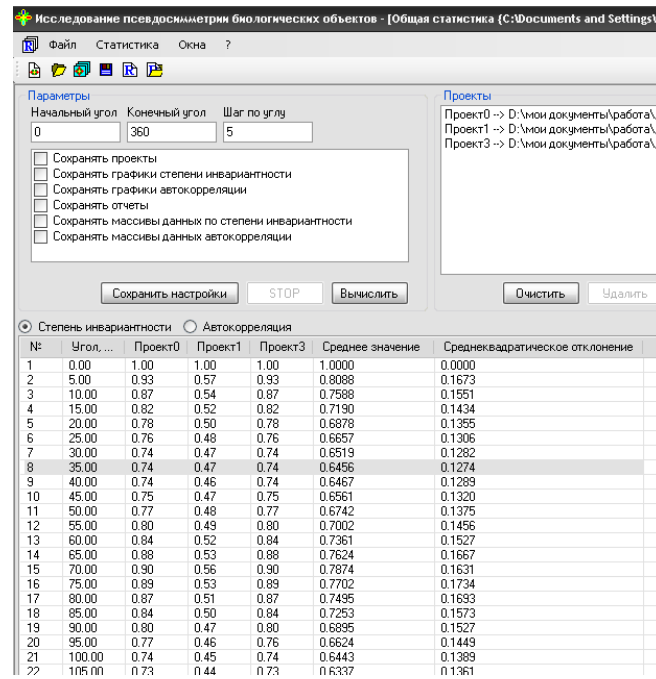 Исследование псевдосимметрии биологических объектов - [Общая статистика (C:\Documents and Settings\
Файл Статистика Окна ?
Параметры
Начальный угол Конечный угол Шаг по углу
0 360 5
Сохранять проекты
Сохранять графики степени инвариантности
Сохранять графики автокорреляции
Сохранять отчеты
Сохранять массивы данных по степени инвариантности
Сохранять массивы данных автокорреляции
Сохранить настройки STOP Вычислить
Проекты
Проект0 --> D:\мои документы\работа\
Проект1 --> D:\мои документы\работа\
Проект3 --> D:\мои документы\работа\
Очистить Удалить
Степень инвариантности Автокорреляция
№ Угол, ... Проект0 Проект1 Проект3 Среднее значение Среднеквадратическое отклонение
1 0.00 1.00 1.00 1.00 1.0000 0.0000
2 5.00 0.93 0.57 0.93 0.8088 0.1673
3 10.00 0.87 0.54 0.87 0.7588 0.1551
4 15.00 0.82 0.52 0.82 0.7190 0.1434
5 20.00 0.78 0.50 0.78 0.6878 0.1355
6 25.00 0.76 0.48 0.76 0.6657 0.1306
7 30.00 0.74 0.47 0.74 0.6519 0.1282
8 35.00 0.74 0.47 0.74 0.6456 0.1274
9 40.00 0.74 0.46 0.74 0.6467 0.1289
10 45.00 0.75 0.47 0.75 0.6561 0.1320
11 50.00 0.77 0.48 0.77 0.6742 0.1375
12 55.00 0.80 0.49 0.80 0.7002 0.1456
13 60.00 0.84 0.52 0.84 0.7361 0.1527
14 65.00 0.88 0.53 0.88 0.7624 0.1667
15 70.00 0.90 0.56 0.90 0.7874 0.1631
16 75.00 0.89 0.53 0.89 0.7702 0.1734
17 80.00 0.87 0.51 0.87 0.7495 0.1693
18 85.00 0.84 0.50 0.84 0.7253 0.1573
19 90.00 0.80 0.47 0.80 0.6895 0.1527
20 95.00 0.77 0.46 0.76 0.6624 0.1449
21 100.00 0.74 0.45 0.74 0.6443 0.1389
22 105.00 0.73 0.44 0.73 0.6337 0.1361